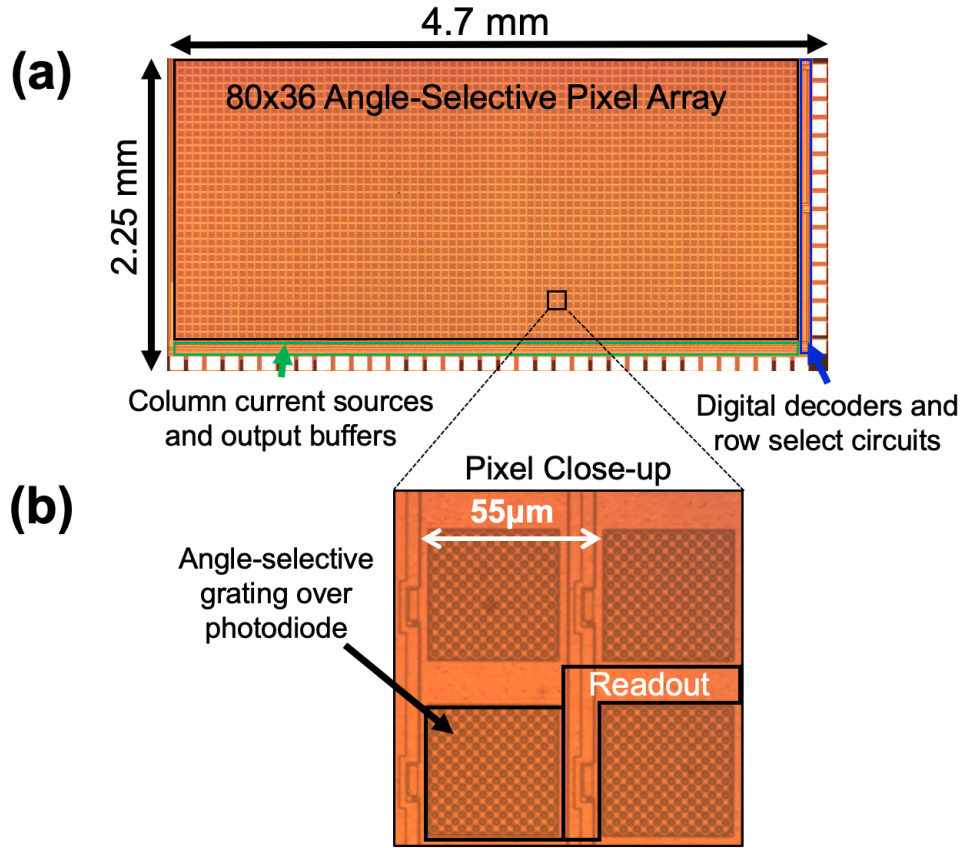 4.7 mm
(a)
80x36 Angle-Selective Pixel Array
2.25 mm
Column current sources
and output buffers
Digital decoders and
row select circuits
Pixel Close-up
(b)
55µm
Angle-selective
grating over
photodiode
Readout